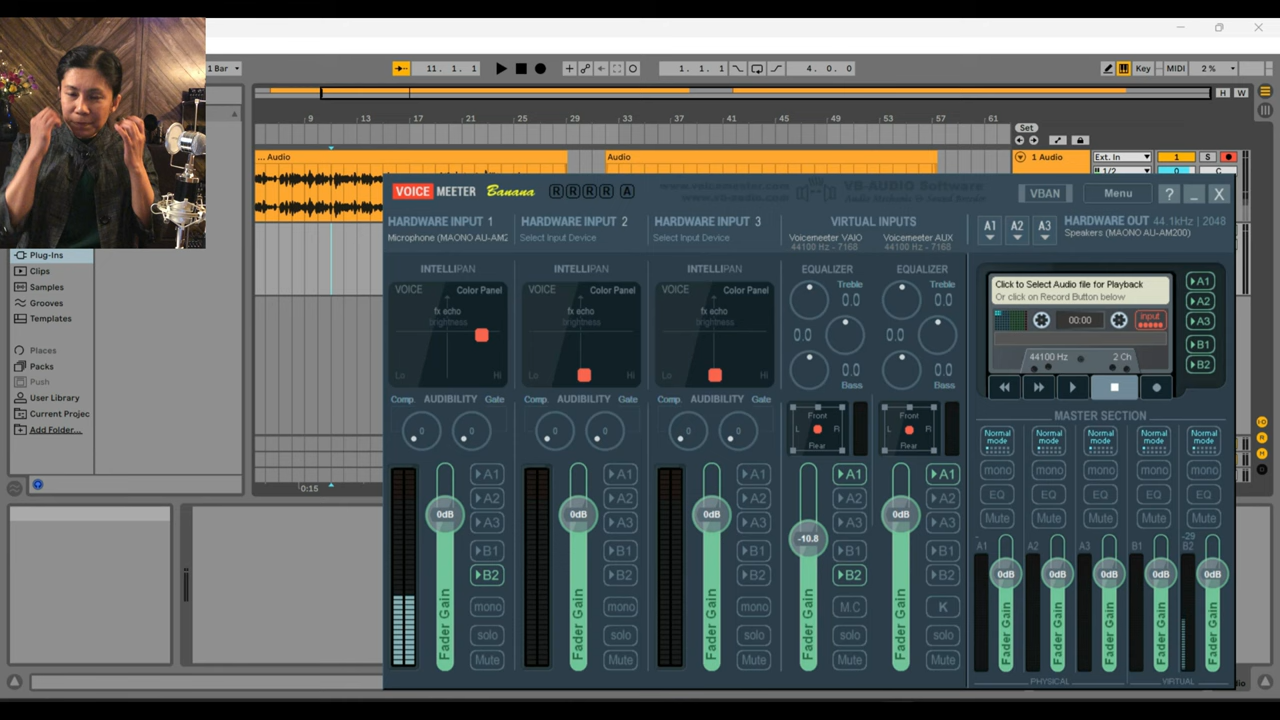 1 Bar
11. 1. 1
1. 1. 1
4. 0. 0
Key
MIDI
2 %
H
W
9
13
17
21
25
29
33
37
41
45
49
53
57
61
Set
... Audio
Audio
1 Audio
Ext. In
1
S
1/2
C
Plug-Ins
Clips
Samples
Grooves
Templates
Places
Packs
Push
User Library
Current Projec
Add Folder...
0:15
VOICE MEETER Banana
R R R R A
VB-AUDIO Software
VBAN
Menu
?
_
X
HARDWARE INPUT 1
Microphone (MAONO AU-AM2
HARDWARE INPUT 2
Select Input Device
HARDWARE INPUT 3
Select Input Device
VIRTUAL INPUTS
Voicemeeter VAIO
44100 Hz - 7168
Voicemeeter AUX
44100 Hz - 7168
A1
A2
A3
HARDWARE OUT 44.1kHz | 2048
Speakers (MAONO AU-AM200)
INTELLIPAN
VOICE
Color Panel
fx echo
brightness
Lo
Hi
INTELLIPAN
VOICE
Color Panel
fx echo
brightness
Lo
Hi
INTELLIPAN
VOICE
Color Panel
fx echo
brightness
Lo
Hi
EQUALIZER
Treble
0.0
0.0
0.0
Bass
EQUALIZER
Treble
0.0
0.0
0.0
Bass
Click to Select Audio file for Playback
Or click on Record Button below
00:00
input
44100 Hz
2 Ch
A1
A2
A3
B1
B2
Comp. AUDIBILITY Gate
0
0
Comp. AUDIBILITY Gate
0
0
Comp. AUDIBILITY Gate
0
0
Front
L
R
Rear
Front
L
R
Rear
0dB
Fader Gain
A1
A2
A3
B1
B2
mono
solo
Mute
0dB
Fader Gain
A1
A2
A3
B1
B2
mono
solo
Mute
0dB
Fader Gain
A1
A2
A3
B1
B2
mono
solo
Mute
-10.8
Fader Gain
A1
A2
A3
B1
B2
M.C
solo
Mute
0dB
Fader Gain
A1
A2
A3
B1
B2
K
solo
Mute
MASTER SECTION
Normal mode
Normal mode
Normal mode
Normal mode
Normal mode
mono
mono
mono
mono
mono
EQ
EQ
EQ
EQ
EQ
Mute
Mute
Mute
Mute
Mute
A1
A2
A3
B1
-29
B2
0dB
0dB
0dB
0dB
0dB
Fader Gain
Fader Gain
Fader Gain
Fader Gain
Fader Gain
PHYSICAL
VIRTUAL